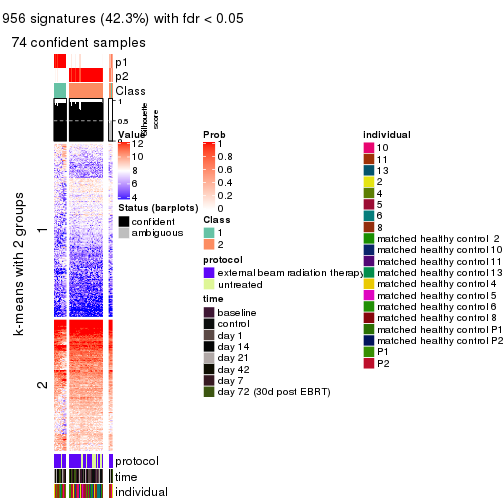 956 signatures (42.3%) with fdr < 0.05
74 confident samples
p1
p2
Class
1
0.5
0
Silhouette
score
k-means with 2 groups
1
2
protocol
time
individual
Value
12
10
8
6
4
Status (barplots)
confident
ambiguous
Prob
1
0.8
0.6
0.4
0.2
0
Class
1
2
protocol
external beam radiation therapy
untreated
time
baseline
control
day 1
day 14
day 21
day 42
day 7
day 72 (30d post EBRT)
individual
10
11
13
2
4
5
6
8
matched healthy control  2
matched healthy control 10
matched healthy control 11
matched healthy control 13
matched healthy control 4
matched healthy control 5
matched healthy control 6
matched healthy control 8
matched healthy control P1
matched healthy control P2
P1
P2